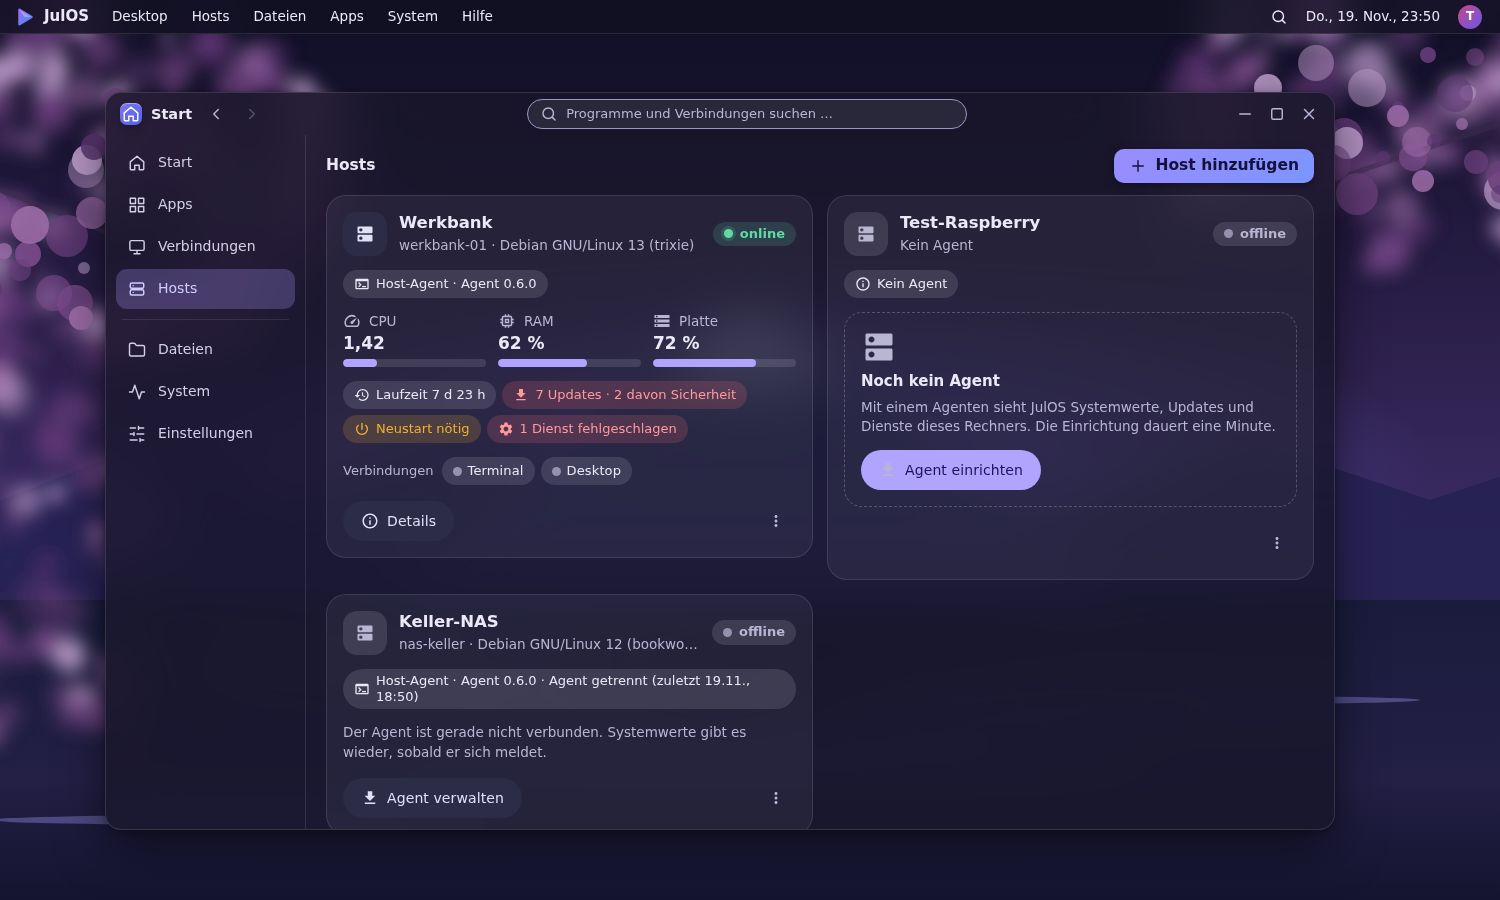 JulOS Desktop Hosts Dateien Apps System Hilfe Do., 19. Nov., 23:50 T
Start Programme und Verbindungen suchen …
Start
Apps
Verbindungen
Hosts
Dateien
System
Einstellungen
Hosts Host hinzufügen
Werkbank
werkbank-01 · Debian GNU/Linux 13 (trixie)
online
Host-Agent · Agent 0.6.0
CPU RAM Platte
1,42 62 % 72 %
Laufzeit 7 d 23 h 7 Updates · 2 davon Sicherheit
Neustart nötig 1 Dienst fehlgeschlagen
Verbindungen Terminal Desktop
Details
Test-Raspberry
Kein Agent
offline
Kein Agent
Noch kein Agent
Mit einem Agenten sieht JulOS Systemwerte, Updates und
Dienste dieses Rechners. Die Einrichtung dauert eine Minute.
Agent einrichten
Keller-NAS
nas-keller · Debian GNU/Linux 12 (bookwo…
offline
Host-Agent · Agent 0.6.0 · Agent getrennt (zuletzt 19.11.,
18:50)
Der Agent ist gerade nicht verbunden. Systemwerte gibt es
wieder, sobald er sich meldet.
Agent verwalten